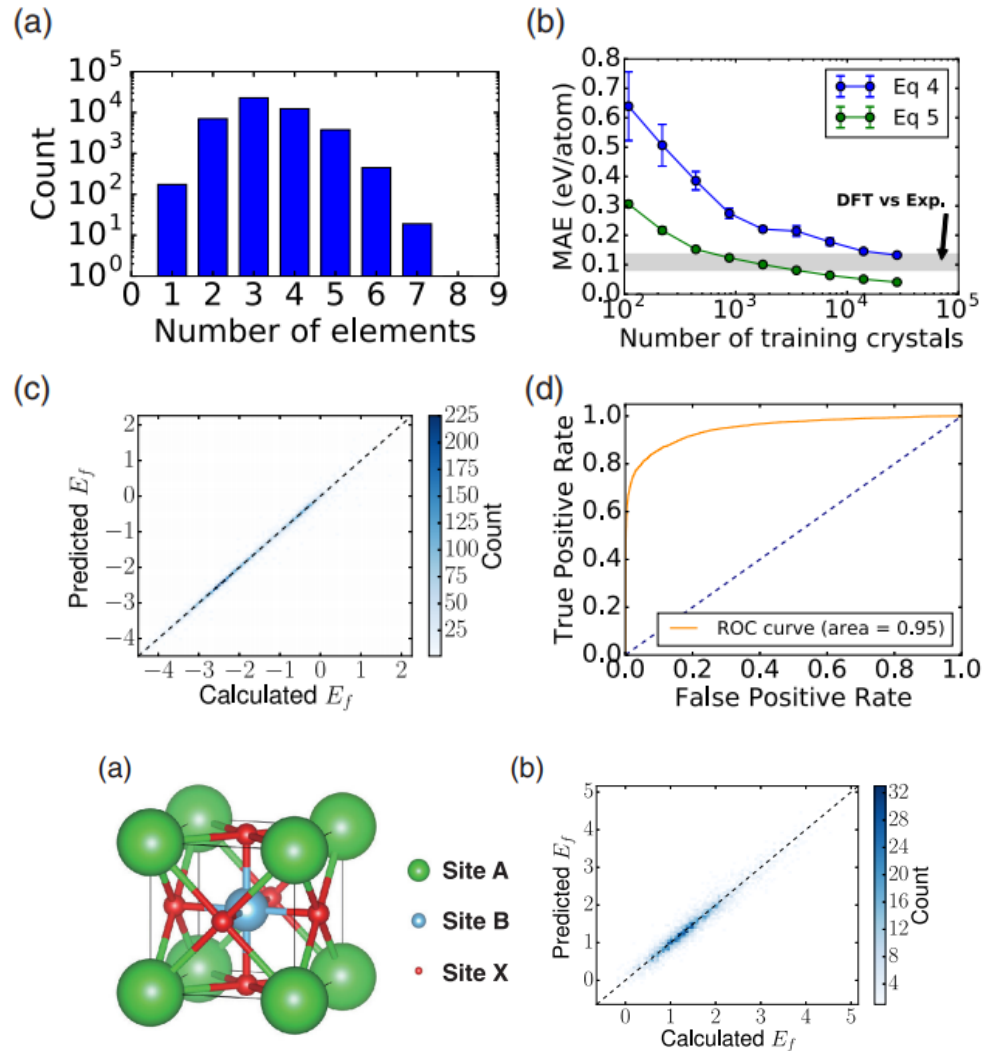 (a)
10^5
10^4
10^3
10^2
10^1
10^0
Count
0 1 2 3 4 5 6 7 8 9
Number of elements
(b)
0.8
0.7
0.6
0.5
0.4
0.3
0.2
0.1
0.0
MAE (eV/atom)
Eq 4
Eq 5
DFT vs Exp.
10^2 10^3 10^4 10^5
Number of training crystals
(c)
2
1
0
−1
−2
−3
−4
Predicted E_f
−4 −3 −2 −1 0 1 2
Calculated E_f
225
200
175
150
125
100
75
50
25
Count
(d)
1.0
0.8
0.6
0.4
0.2
0.0
True Positive Rate
ROC curve (area = 0.95)
0.0 0.2 0.4 0.6 0.8 1.0
False Positive Rate
(a)
Site A
Site B
Site X
(b)
5
4
3
2
1
0
Predicted E_f
0 1 2 3 4 5
Calculated E_f
32
28
24
20
16
12
8
4
Count